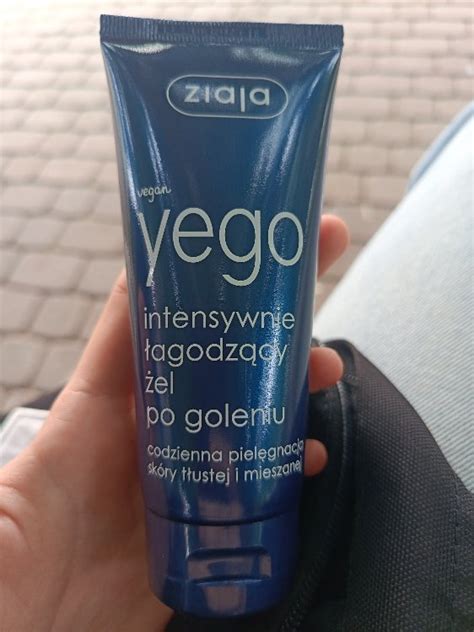 ziaja
vegan
yego
intensywnie
łagodzący
żel
po goleniu
codzienna pielęgnacja
skóry tłustej i mieszanej